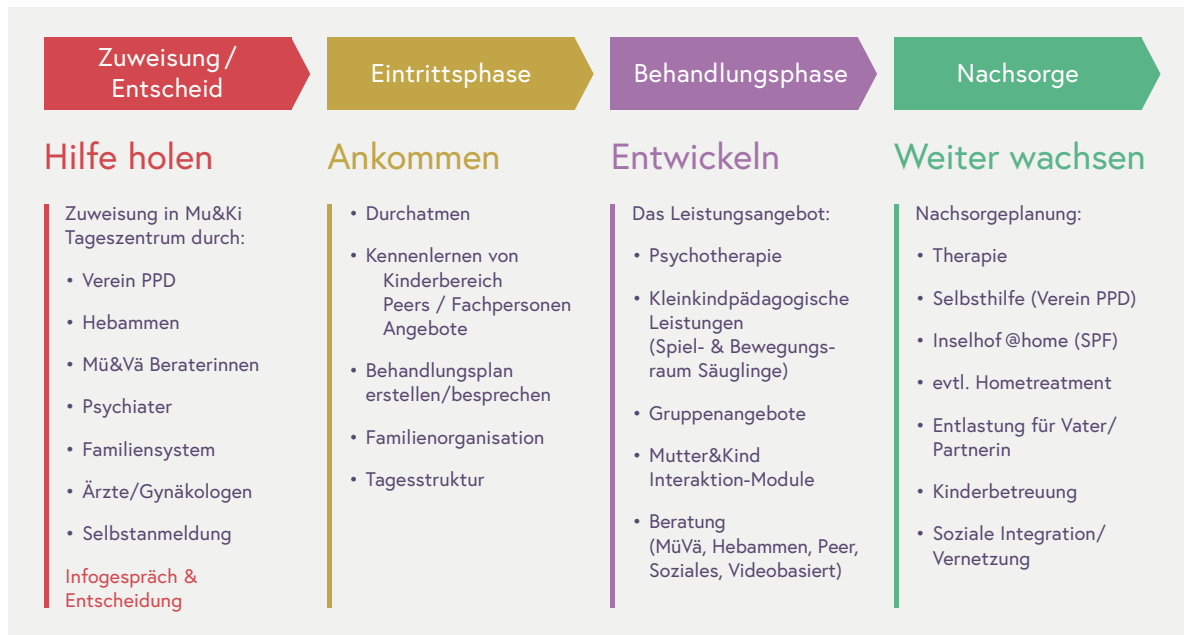 Zuweisung /
Entscheid
Eintrittsphase
Behandlungsphase
Nachsorge
Hilfe holen
Zuweisung in Mu&Ki
Tageszentrum durch:
• Verein PPD
• Hebammen
• Mü&Vä Beraterinnen
• Psychiater
• Familiensystem
• Ärzte/Gynäkologen
• Selbstanmeldung
Infogespräch &
Entscheidung
Ankommen
• Durchatmen
• Kennenlernen von
Kinderbereich
Peers / Fachpersonen
Angebote
• Behandlungsplan
erstellen/besprechen
• Familienorganisation
• Tagesstruktur
Entwickeln
Das Leistungsangebot:
• Psychotherapie
• Kleinkindpädagogische
Leistungen
(Spiel- & Bewegungs-
raum Säuglinge)
• Gruppenangebote
• Mutter&Kind
Interaktion-Module
• Beratung
(MüVä, Hebammen, Peer,
Soziales, Videobasiert)
Weiter wachsen
Nachsorgeplanung:
• Therapie
• Selbsthilfe (Verein PPD)
• Inselhof@home (SPF)
• evtl. Hometreatment
• Entlastung für Vater/
Partnerin
• Kinderbetreuung
• Soziale Integration/
Vernetzung